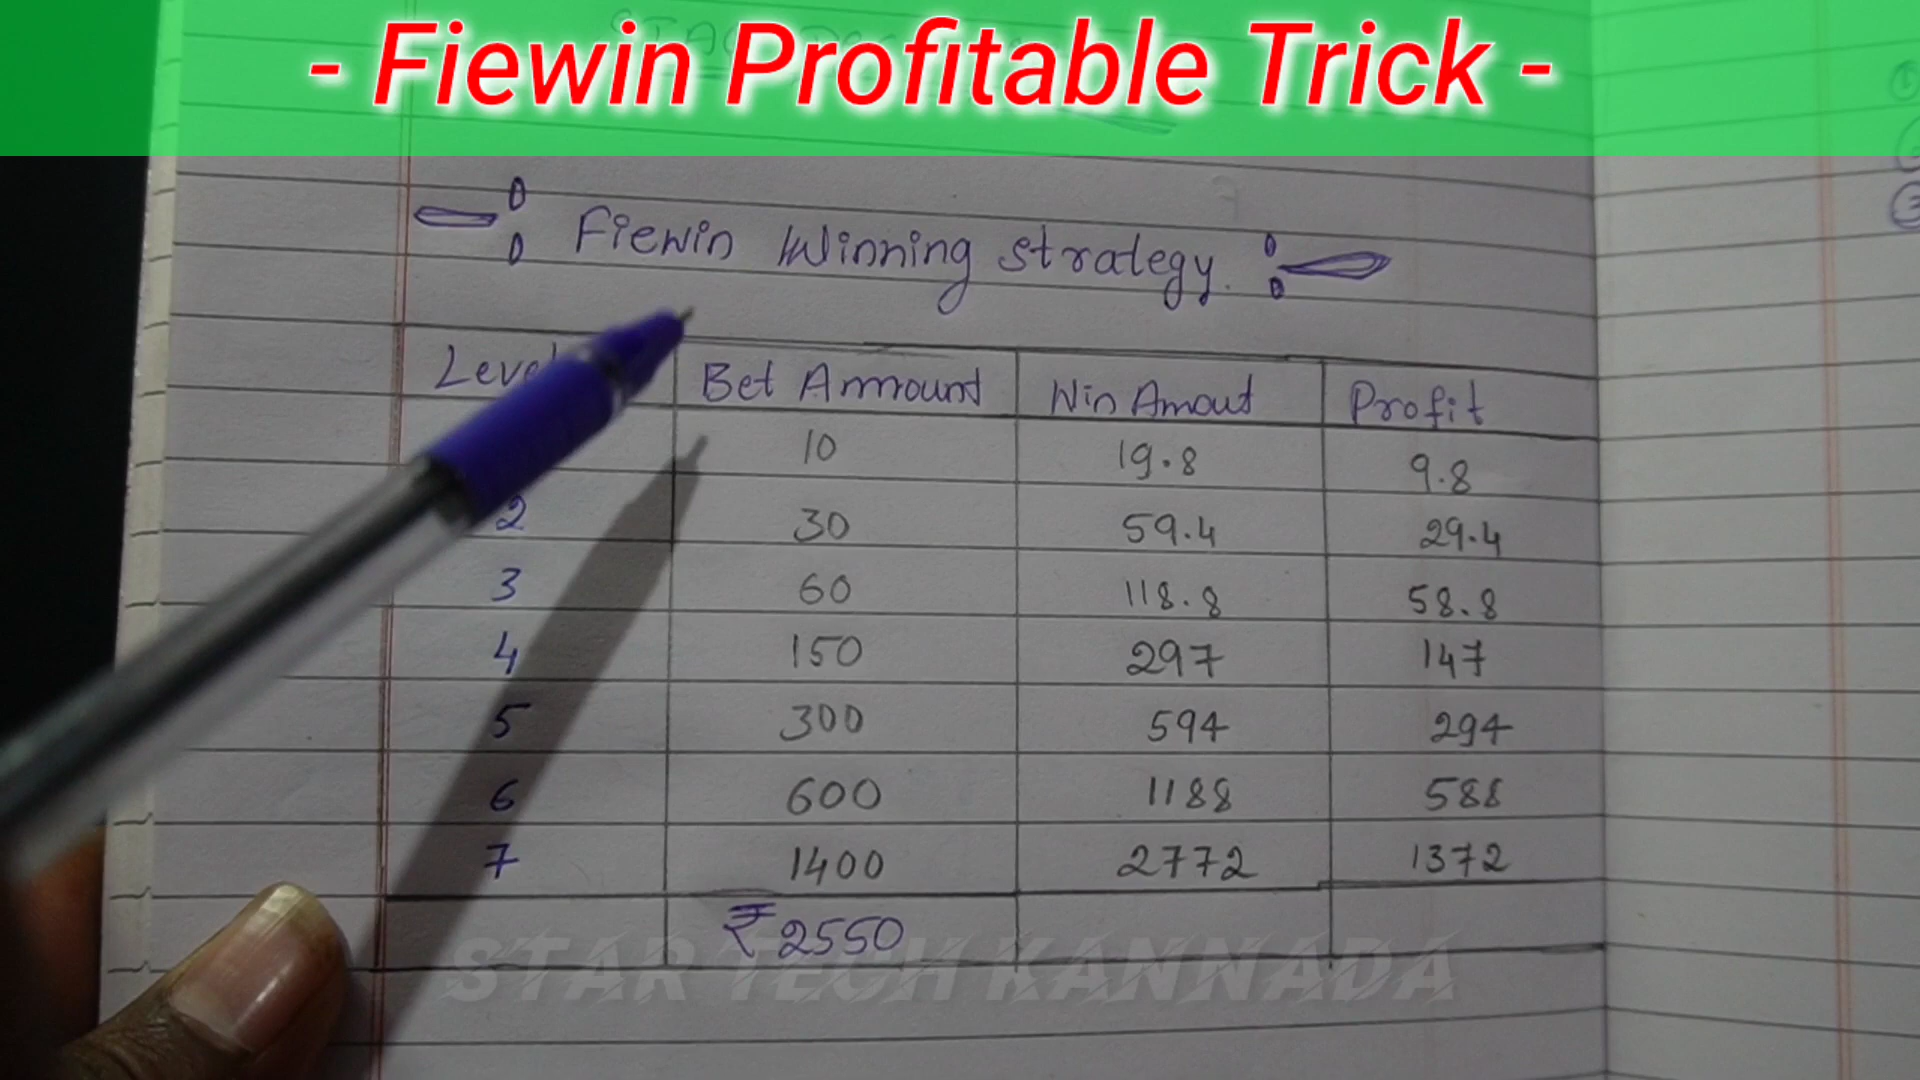 - Fiewin Profitable Trick -
Fiewin Winning strategy.
Bet Ammount Win Amout Profit
10 19.8 9.8
2 30 59.4 29.4
3 60 118.8 58.8
4 150 297 147
5 300 594 294
6 600 1188 588
7 1400 2772 1372
₹2550
STAR TECH KANNADA